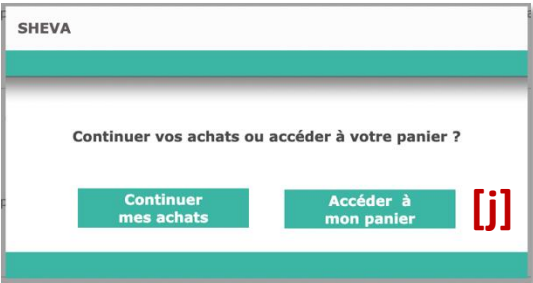 SHEVA
Continuer vos achats ou accéder à votre panier ?
Continuer
mes achats
Accéder à
mon panier
[j]